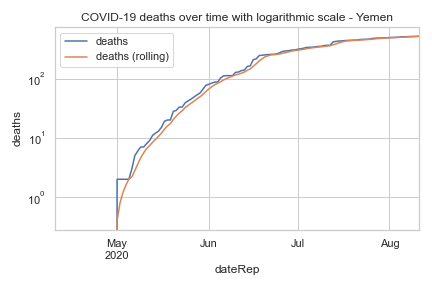 COVID-19 deaths over time with logarithmic scale - Yemen
deaths
deaths (rolling)
deaths
10²
10¹
10⁰
May
2020
Jun
Jul
Aug
dateRep